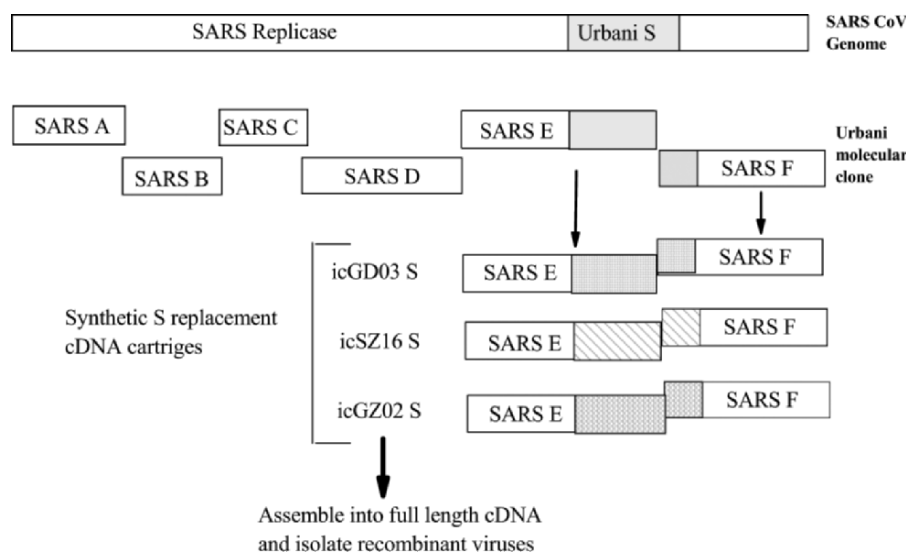 SARS Replicase
Urbani S
SARS CoV
Genome
SARS A
SARS B
SARS C
SARS D
SARS E
SARS F
Urbani
molecular
clone
Synthetic S replacement
cDNA cartriges
icGD03 S
SARS E
SARS F
icSZ16 S
SARS E
SARS F
icGZ02 S
SARS E
SARS F
Assemble into full length cDNA
and isolate recombinant viruses